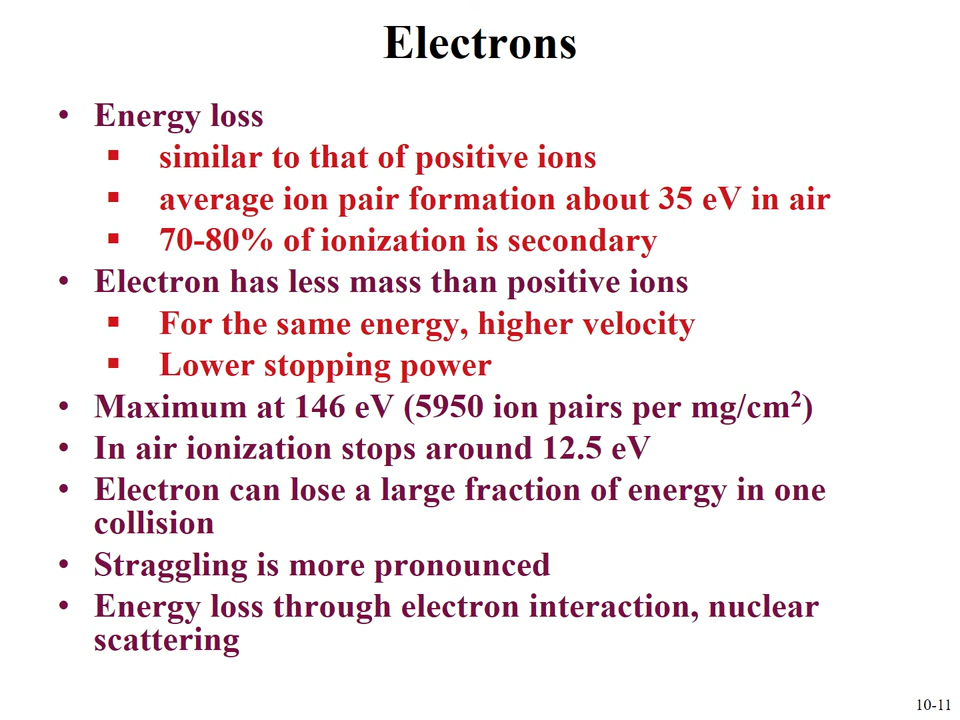 Electrons
• Energy loss
▪ similar to that of positive ions
▪ average ion pair formation about 35 eV in air
▪ 70-80% of ionization is secondary
• Electron has less mass than positive ions
▪ For the same energy, higher velocity
▪ Lower stopping power
• Maximum at 146 eV (5950 ion pairs per mg/cm²)
• In air ionization stops around 12.5 eV
• Electron can lose a large fraction of energy in one
collision
• Straggling is more pronounced
• Energy loss through electron interaction, nuclear
scattering
10-11